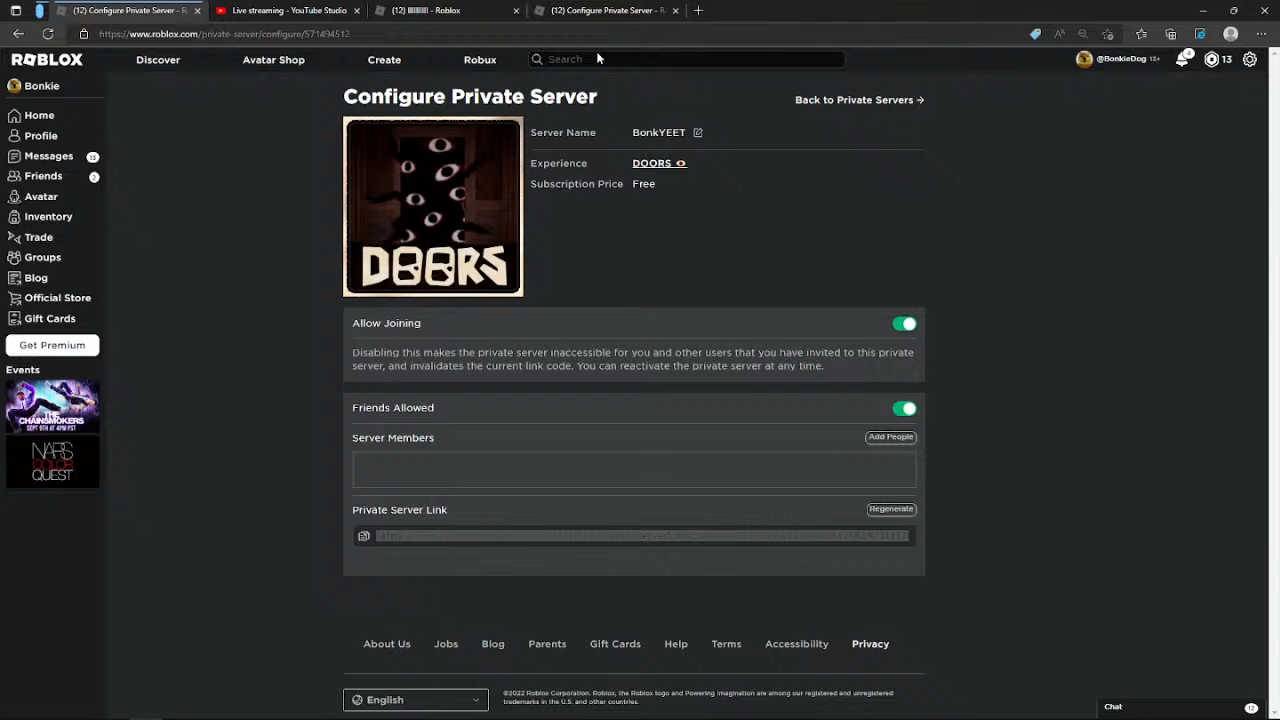 (12) Configure Private Server - R
Live streaming - YouTube Studio
- Roblox
(12) Configure Private Server - R
https://www.roblox.com/private-server/configure/571494512
ROBLOX
Discover
Avatar Shop
Create
Robux
Search
@BonkieDog 13+
4
13
Bonkie
Home
Profile
Messages
13
Friends
2
Avatar
Inventory
Trade
Groups
Blog
Official Store
Gift Cards
Get Premium
Events
THE CHAINSMOKERS
SEPT 9TH AT 4PM PST
NARS
COLOR
QUEST
Configure Private Server
Back to Private Servers →
DOORS
Server Name
BonkYEET
Experience
DOORS
Subscription Price
Free
Allow Joining
Disabling this makes the private server inaccessible for you and other users that you have invited to this private
server, and invalidates the current link code. You can reactivate the private server at any time.
Friends Allowed
Server Members
Add People
Private Server Link
Regenerate
About Us
Jobs
Blog
Parents
Gift Cards
Help
Terms
Accessibility
Privacy
English
©2022 Roblox Corporation. Roblox, the Roblox logo and Powering Imagination are among our registered and unregistered
trademarks in the U.S. and other countries.
Chat
12